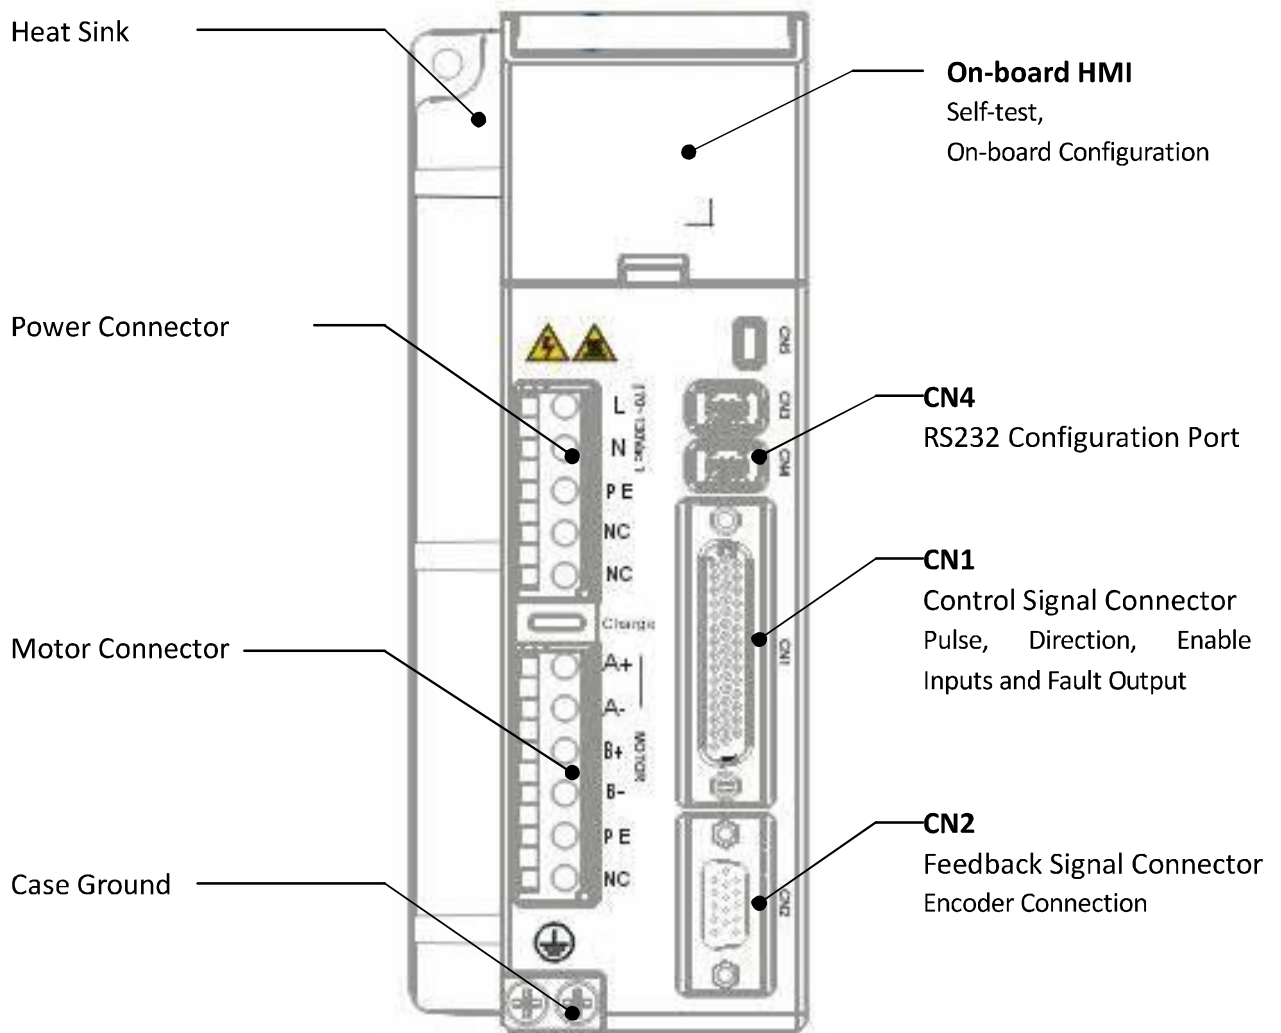 Heat Sink
On-board HMI
Self-test,
On-board Configuration
Power Connector
CN5
CN3
CN4
L
N
PE
NC
NC
CN4
RS232 Configuration Port
Charge
CN1
Control Signal Connector
Pulse, Direction, Enable
Inputs and Fault Output
CN1
Motor Connector
A+
A-
B+
B-
PE
NC
MOTOR
CN2
Feedback Signal Connector
Encoder Connection
CN2
Case Ground